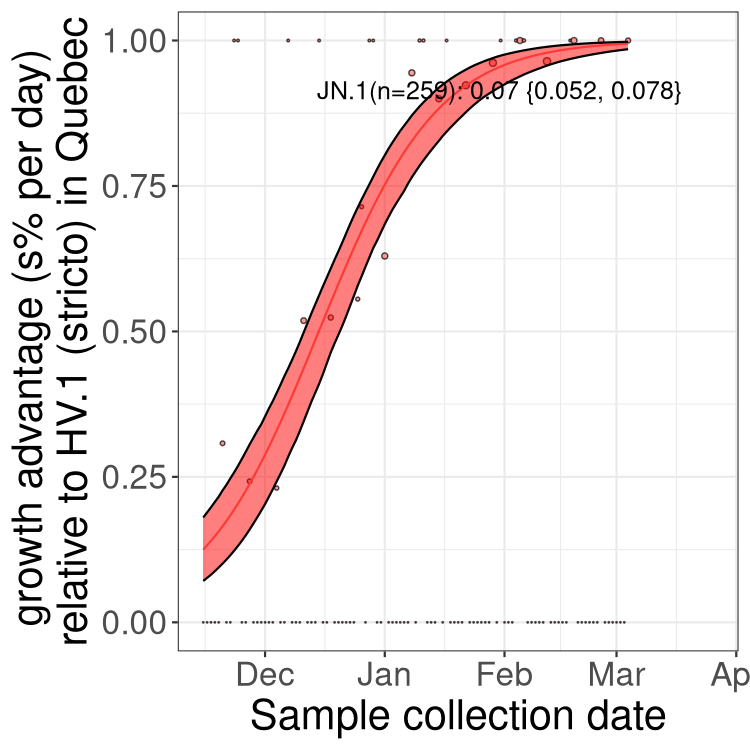 growth advantage (s% per day)
relative to HV.1 (stricto) in Quebec
1.00
0.75
0.50
0.25
0.00
JN.1(n=259): 0.07 {0.052, 0.078}
Dec Jan Feb Mar Ap
Sample collection date